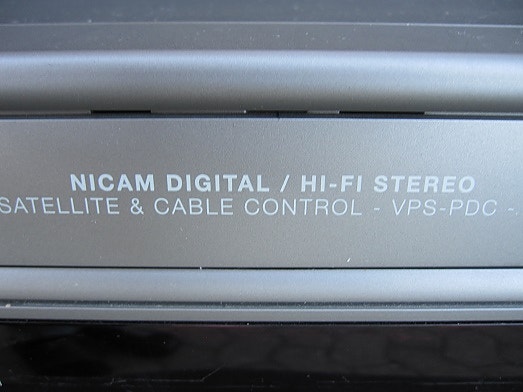 NICAM DIGITAL / HI-FI STEREO
SATELLITE & CABLE CONTROL - VPS-PDC -